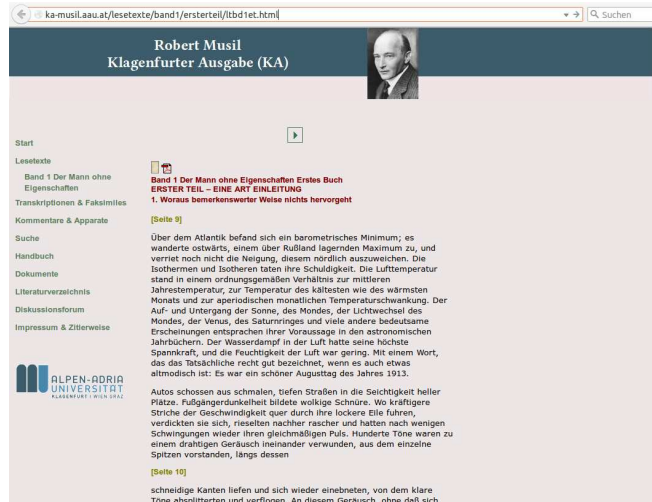 ka-musil.aau.at/lesetexte/band1/ersterteil/ltbd1et.html
Suchen
Robert Musil
Klagenfurter Ausgabe (KA)
Start
Lesetexte
Band 1 Der Mann ohne
Eigenschaften
Transkriptionen & Faksimiles
Kommentare & Apparate
Suche
Handbuch
Dokumente
Literaturverzeichnis
Diskussionsforum
Impressum & Zitierweise
ALPEN-ADRIA
UNIVERSITÄT
KLAGENFURT | WIEN GRAZ
Band 1 Der Mann ohne Eigenschaften Erstes Buch
ERSTER TEIL – EINE ART EINLEITUNG
1. Woraus bemerkenswerter Weise nichts hervorgeht
[Seite 9]
Über dem Atlantik befand sich ein barometrisches Minimum; es
wanderte ostwärts, einem über Rußland lagernden Maximum zu, und
verriet noch nicht die Neigung, diesem nördlich auszuweichen. Die
Isothermen und Isotheren taten ihre Schuldigkeit. Die Lufttemperatur
stand in einem ordnungsgemäßen Verhältnis zur mittleren
Jahrestemperatur, zur Temperatur des kältesten wie des wärmsten
Monats und zur aperiodischen monatlichen Temperaturschwankung. Der
Auf- und Untergang der Sonne, des Mondes, der Lichtwechsel des
Mondes, der Venus, des Saturnringes und viele andere bedeutsame
Erscheinungen entsprachen ihrer Voraussage in den astronomischen
Jahrbüchern. Der Wasserdampf in der Luft hatte seine höchste
Spannkraft, und die Feuchtigkeit der Luft war gering. Mit einem Wort,
das das Tatsächliche recht gut bezeichnet, wenn es auch etwas
altmodisch ist: Es war ein schöner Augusttag des Jahres 1913.
Autos schossen aus schmalen, tiefen Straßen in die Seichtigkeit heller
Plätze. Fußgängerdunkelheit bildete wolkige Schnüre. Wo kräftigere
Striche der Geschwindigkeit quer durch ihre lockere Eile fuhren,
verdickten sie sich, rieselten nachher rascher und hatten nach wenigen
Schwingungen wieder ihren gleichmäßigen Puls. Hunderte Töne waren zu
einem drahtigen Geräusch ineinander verwunden, aus dem einzelne
Spitzen vorstanden, längs dessen
[Seite 10]
schneidige Kanten liefen und sich wieder einebneten, von dem klare
Töne absplitterten und verflogen. An diesem Geräusch, ohne daß sich